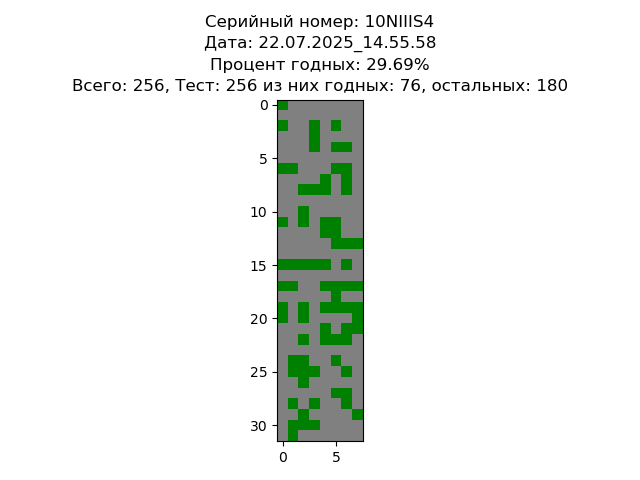 Серийный номер: 10NIIIS4
Дата: 22.07.2025_14.55.58
Процент годных: 29.69%
Всего: 256, Тест: 256 из них годных: 76, остальных: 180
0
5
10
15
20
25
30
0 5